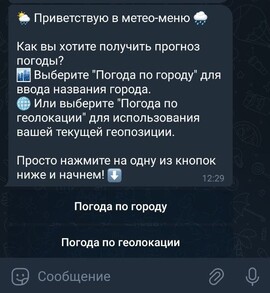 🌤 Приветствую в метео-меню 🌧
Как вы хотите получить прогноз
погоды?
🏙 Выберите "Погода по городу" для
ввода названия города.
🌐 Или выберите "Погода по
геолокации" для использования
вашей текущей геопозиции.
Просто нажмите на одну из кнопок
ниже и начнем! ⬇️
12:29
Погода по городу
Погода по геолокации
Сообщение